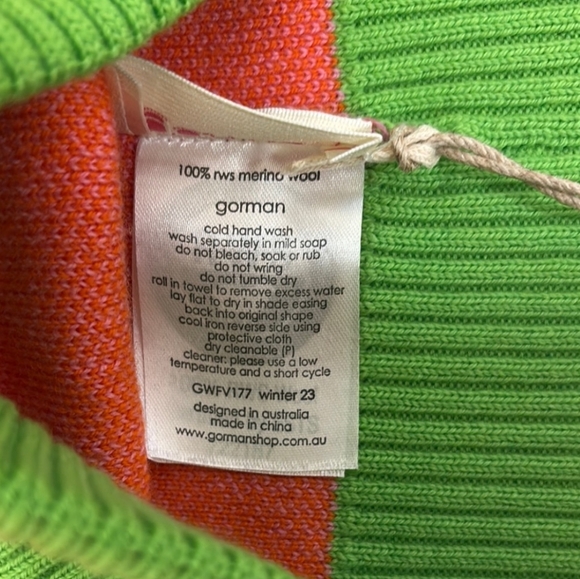 100% rws merino wool
gorman
cold hand wash
wash separately in mild soap
do not bleach, soak or rub
do not wring
do not tumble dry
roll in towel to remove excess water
lay flat to dry in shade easing
back into original shape
cool iron reverse side using
protective cloth
dry cleanable (P)
cleaner: please use a low
temperature and a short cycle
GWFV177 winter 23
designed in australia
made in china
www.gormanshop.com.au